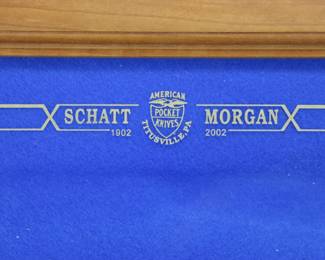 SCHATT
1902
AMERICAN
POCKET
KNIVES
TITUSVILLE, PA
MORGAN
2002